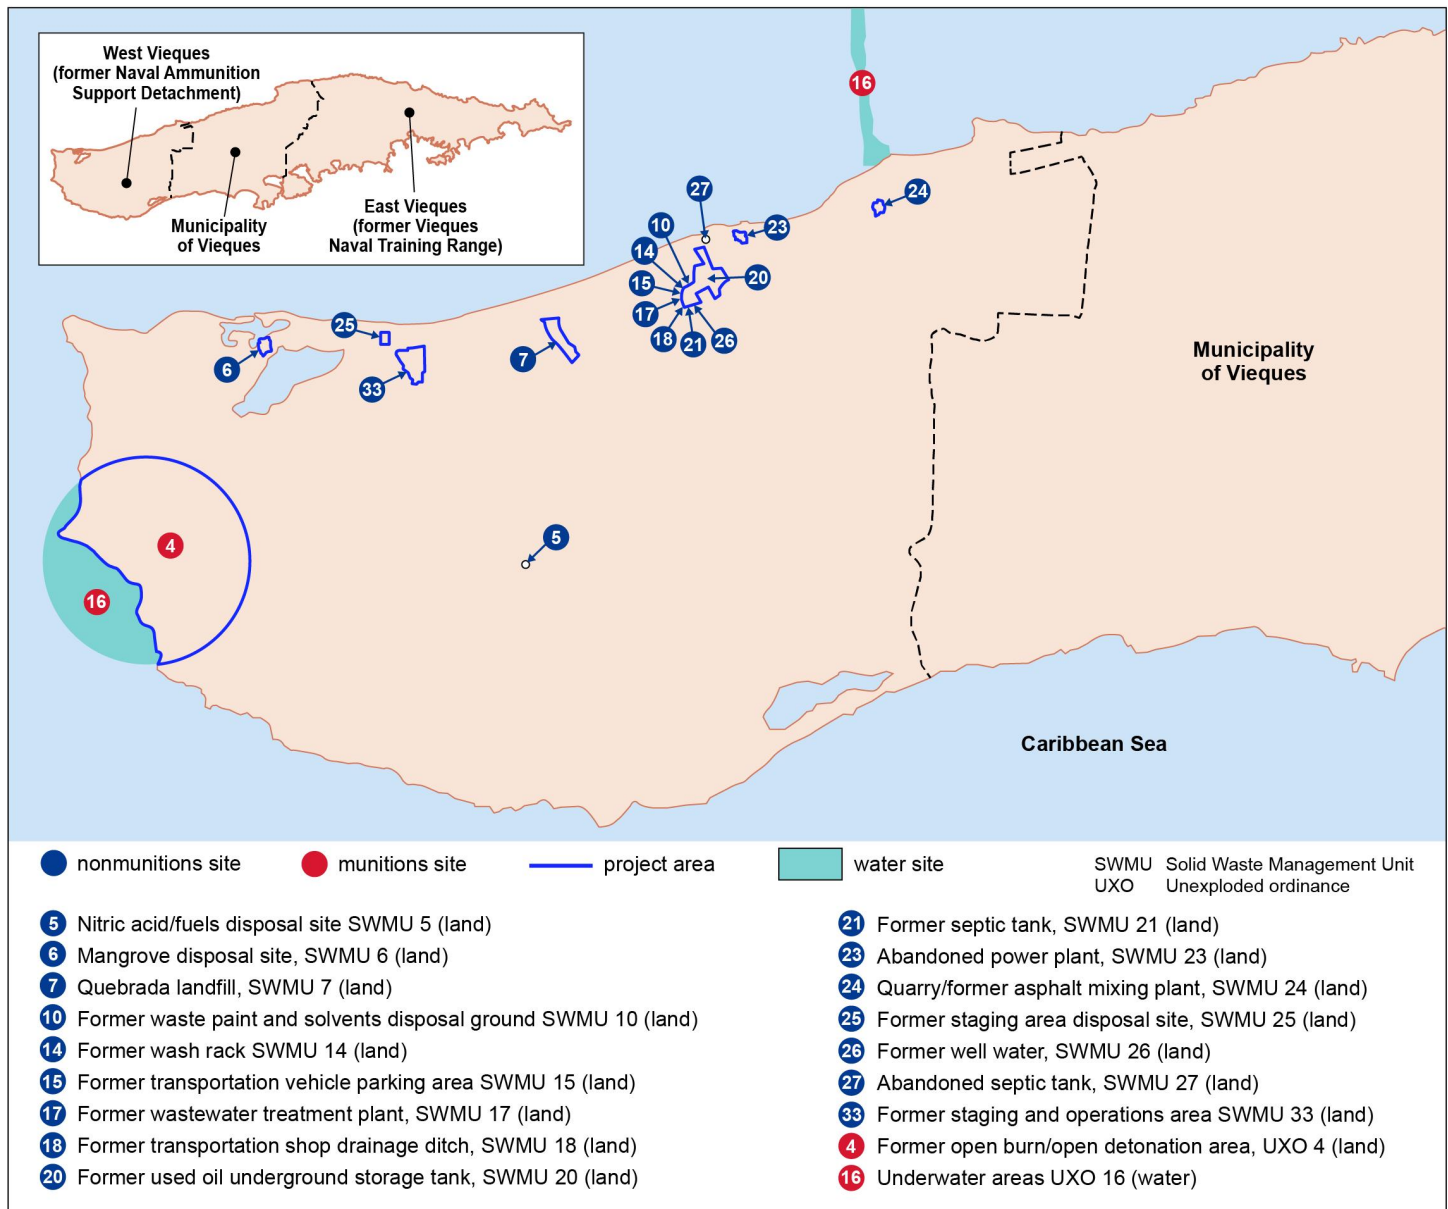 West Vieques
(former Naval Ammunition
Support Detachment)
Municipality
of Vieques
East Vieques
(former Vieques
Naval Training Range)
16
27
24
10
23
14
20
15
17
18
21
26
25
6
33
7
Municipality
of Vieques
4
5
16
Caribbean Sea
nonmunitions site
munitions site
project area
water site
SWMU Solid Waste Management Unit
UXO Unexploded ordinance
5 Nitric acid/fuels disposal site SWMU 5 (land)
6 Mangrove disposal site, SWMU 6 (land)
7 Quebrada landfill, SWMU 7 (land)
10 Former waste paint and solvents disposal ground SWMU 10 (land)
14 Former wash rack SWMU 14 (land)
15 Former transportation vehicle parking area SWMU 15 (land)
17 Former wastewater treatment plant, SWMU 17 (land)
18 Former transportation shop drainage ditch, SWMU 18 (land)
20 Former used oil underground storage tank, SWMU 20 (land)
21 Former septic tank, SWMU 21 (land)
23 Abandoned power plant, SWMU 23 (land)
24 Quarry/former asphalt mixing plant, SWMU 24 (land)
25 Former staging area disposal site, SWMU 25 (land)
26 Former well water, SWMU 26 (land)
27 Abandoned septic tank, SWMU 27 (land)
33 Former staging and operations area SWMU 33 (land)
4 Former open burn/open detonation area, UXO 4 (land)
16 Underwater areas UXO 16 (water)